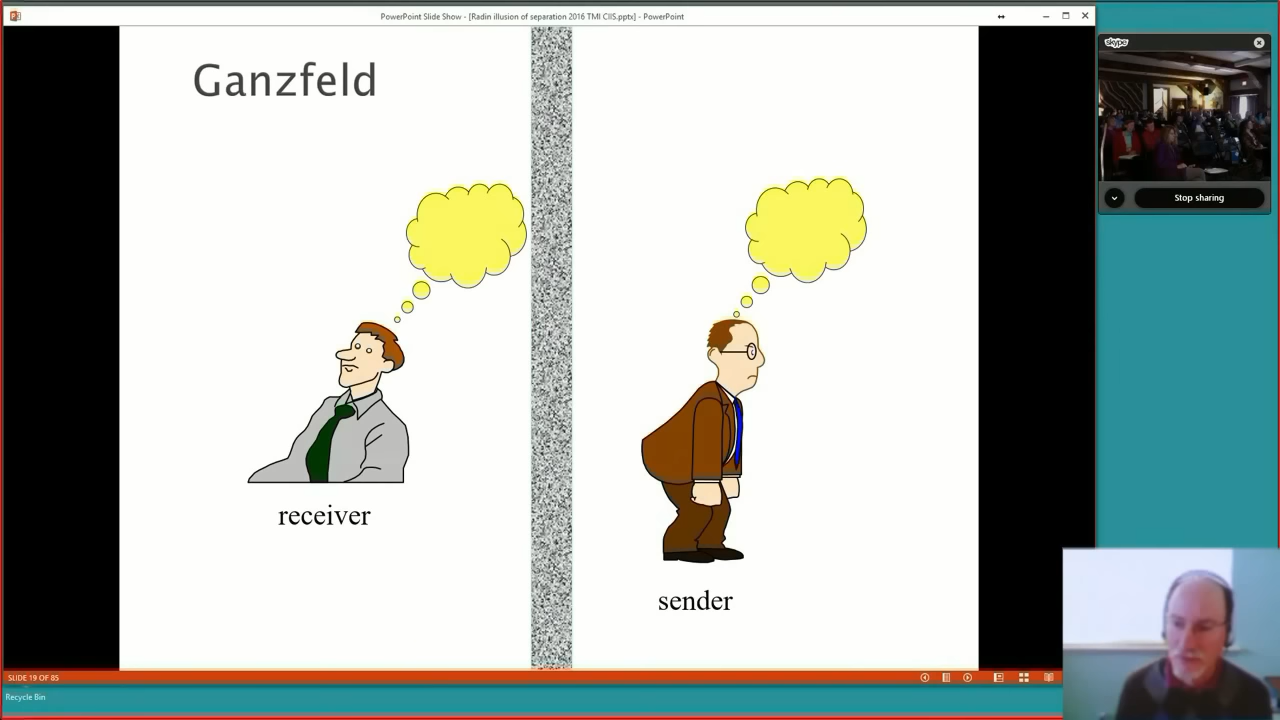 PowerPoint Slide Show - [Radin illusion of separation 2016 TMI CIIS.pptx] - PowerPoint
skype
Ganzfeld
Stop sharing
receiver
sender
SLIDE 19 OF 85
Recycle Bin